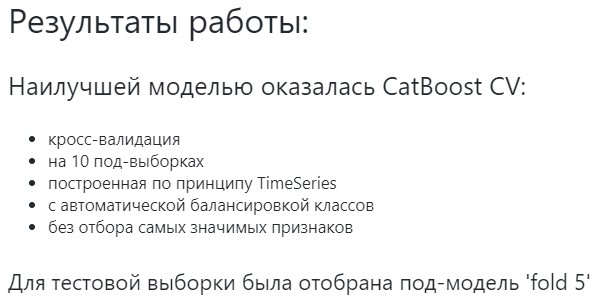 Результаты работы:
Наилучшей моделью оказалась CatBoost CV:
• кросс-валидация
• на 10 под-выборках
• построенная по принципу TimeSeries
• с автоматической балансировкой классов
• без отбора самых значимых признаков
Для тестовой выборки была отобрана под-модель 'fold 5'